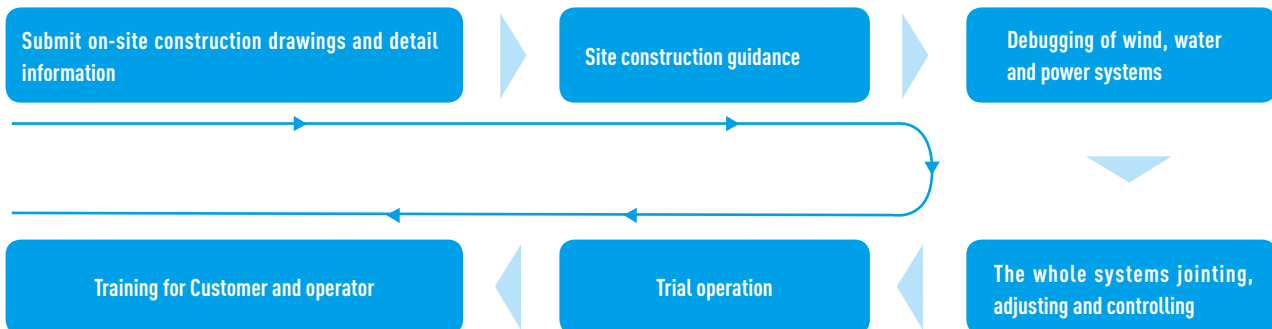 Submit on-site construction drawings and detail
information
Site construction guidance
Debugging of wind, water
and power systems
The whole systems jointing,
adjusting and controlling
Trial operation
Training for Customer and operator